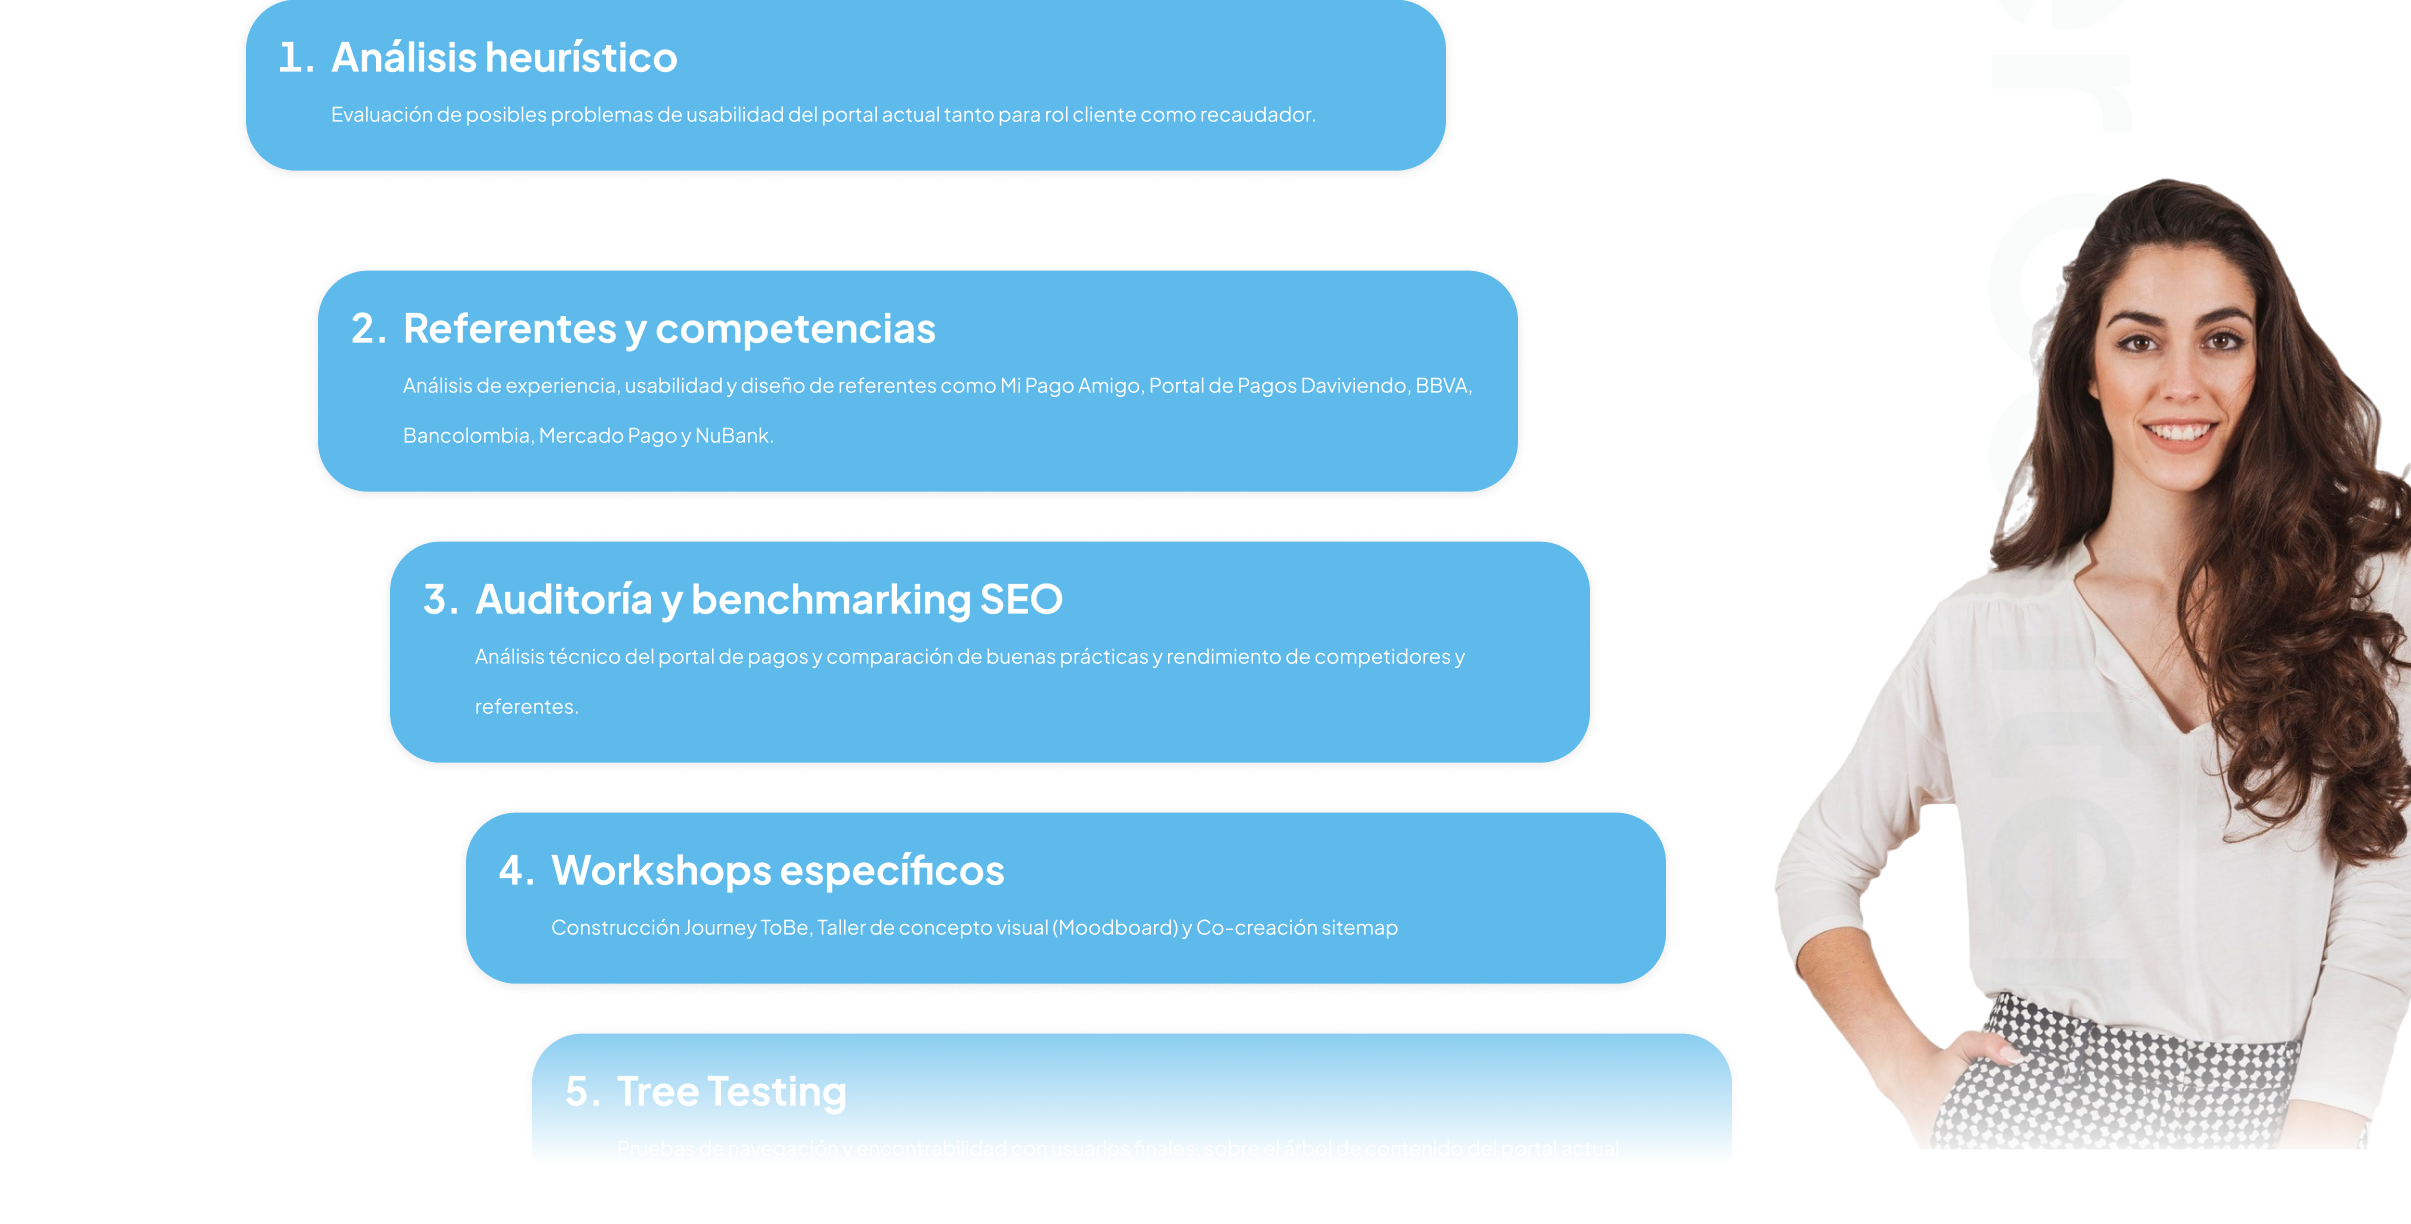 1. Análisis heurístico
Evaluación de posibles problemas de usabilidad del portal actual tanto para rol cliente como recaudador.
2. Referentes y competencias
Análisis de experiencia, usabilidad y diseño de referentes como Mi Pago Amigo, Portal de Pagos Daviviendo, BBVA,
Bancolombia, Mercado Pago y NuBank.
3. Auditoría y benchmarking SEO
Análisis técnico del portal de pagos y comparación de buenas prácticas y rendimiento de competidores y
referentes.
4. Workshops específicos
Construcción Journey ToBe, Taller de concepto visual (Moodboard) y Co-creación sitemap
5. Tree Testing
Pruebas de navegación y encontrabilidad con usuarios finales, sobre el árbol de contenido del portal actual